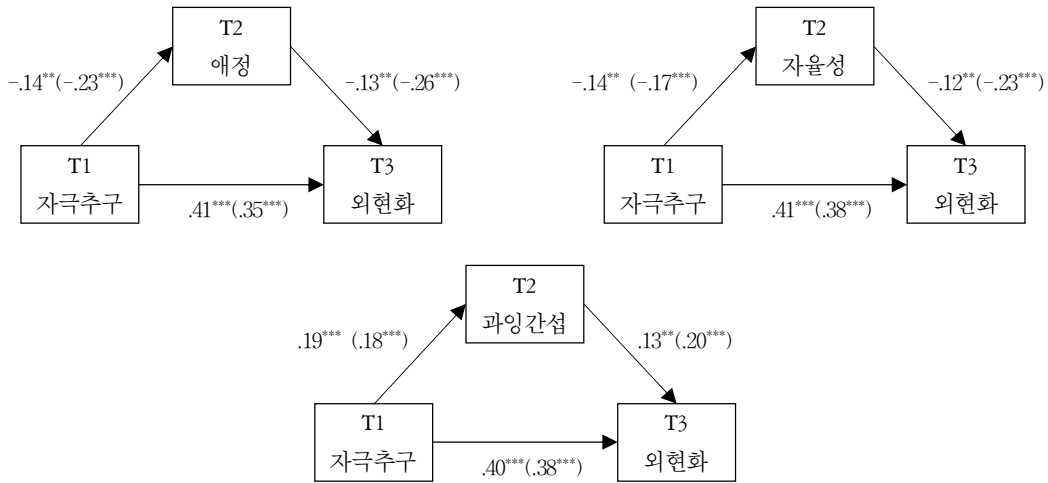 T2
애정
-.14**(-.23***)
-.13**(-.26***)
T1
자극추구
T3
외현화
.41***(.35***)
T2
자율성
-.14** (-.17***)
-.12**(-.23***)
T1
자극추구
T3
외현화
.41***(.38***)
T2
과잉간섭
.19*** (.18***)
.13**(.20***)
T1
자극추구
T3
외현화
.40***(.38***)